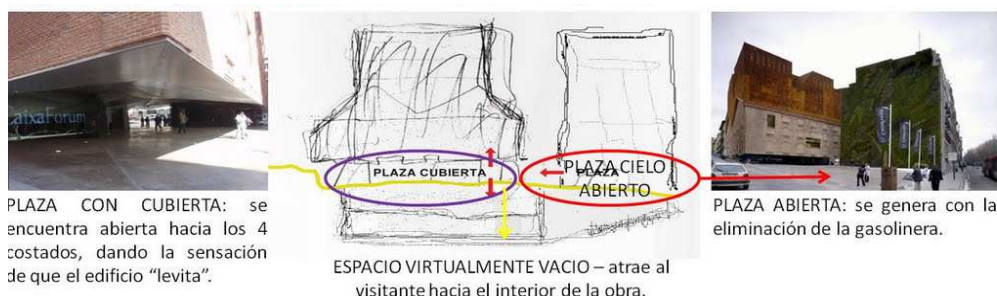 aixaForum
PLAZA CON CUBIERTA: se
encuentra abierta hacia los 4
costados, dando la sensación
de que el edificio “levita”.
PLAZA CUBIERTA
PLAZA
PLAZA CIELO
ABIERTO
ESPACIO VIRTUALMENTE VACIO – atrae al
visitante hacia el interior de la obra.
PLAZA ABIERTA: se genera con la
eliminación de la gasolinera.